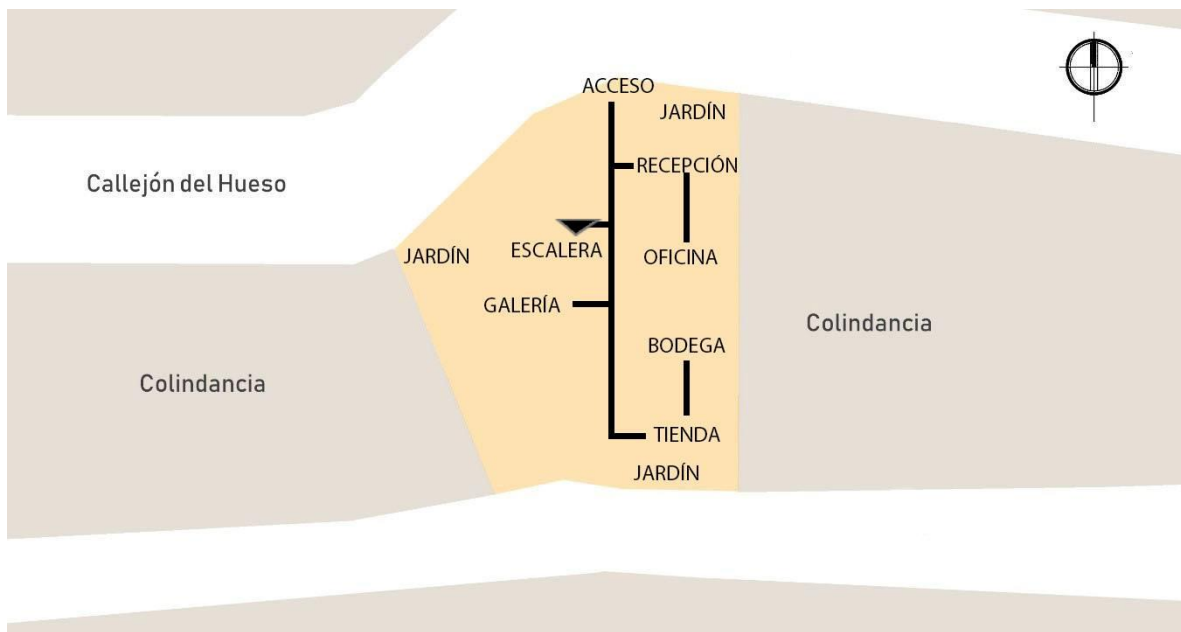 ACCESO
JARDÍN
RECEPCIÓN
Callejón del Hueso
ESCALERA
JARDÍN
OFICINA
GALERÍA
Colindancia
BODEGA
Colindancia
TIENDA
JARDÍN